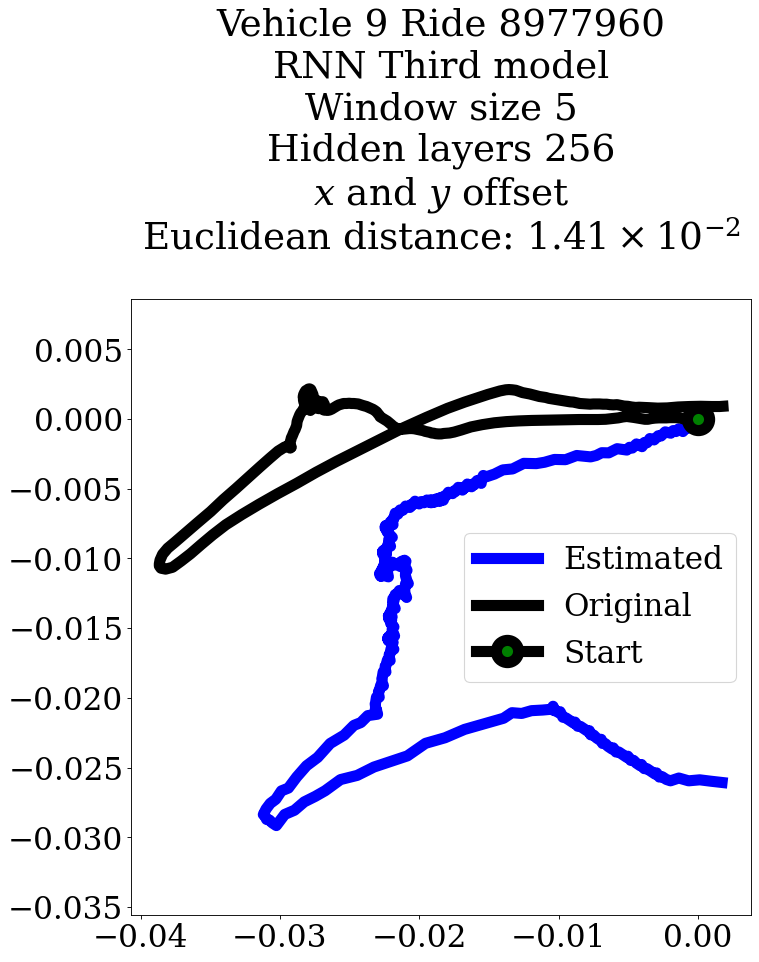 Vehicle 9 Ride 8977960
RNN Third model
Window size 5
Hidden layers 256
x and y offset
Euclidean distance: 1.41 × 10⁻²
0.005
0.000
−0.005
−0.010
−0.015
−0.020
−0.025
−0.030
−0.035
Estimated
Original
Start
−0.04
−0.03
−0.02
−0.01
0.00